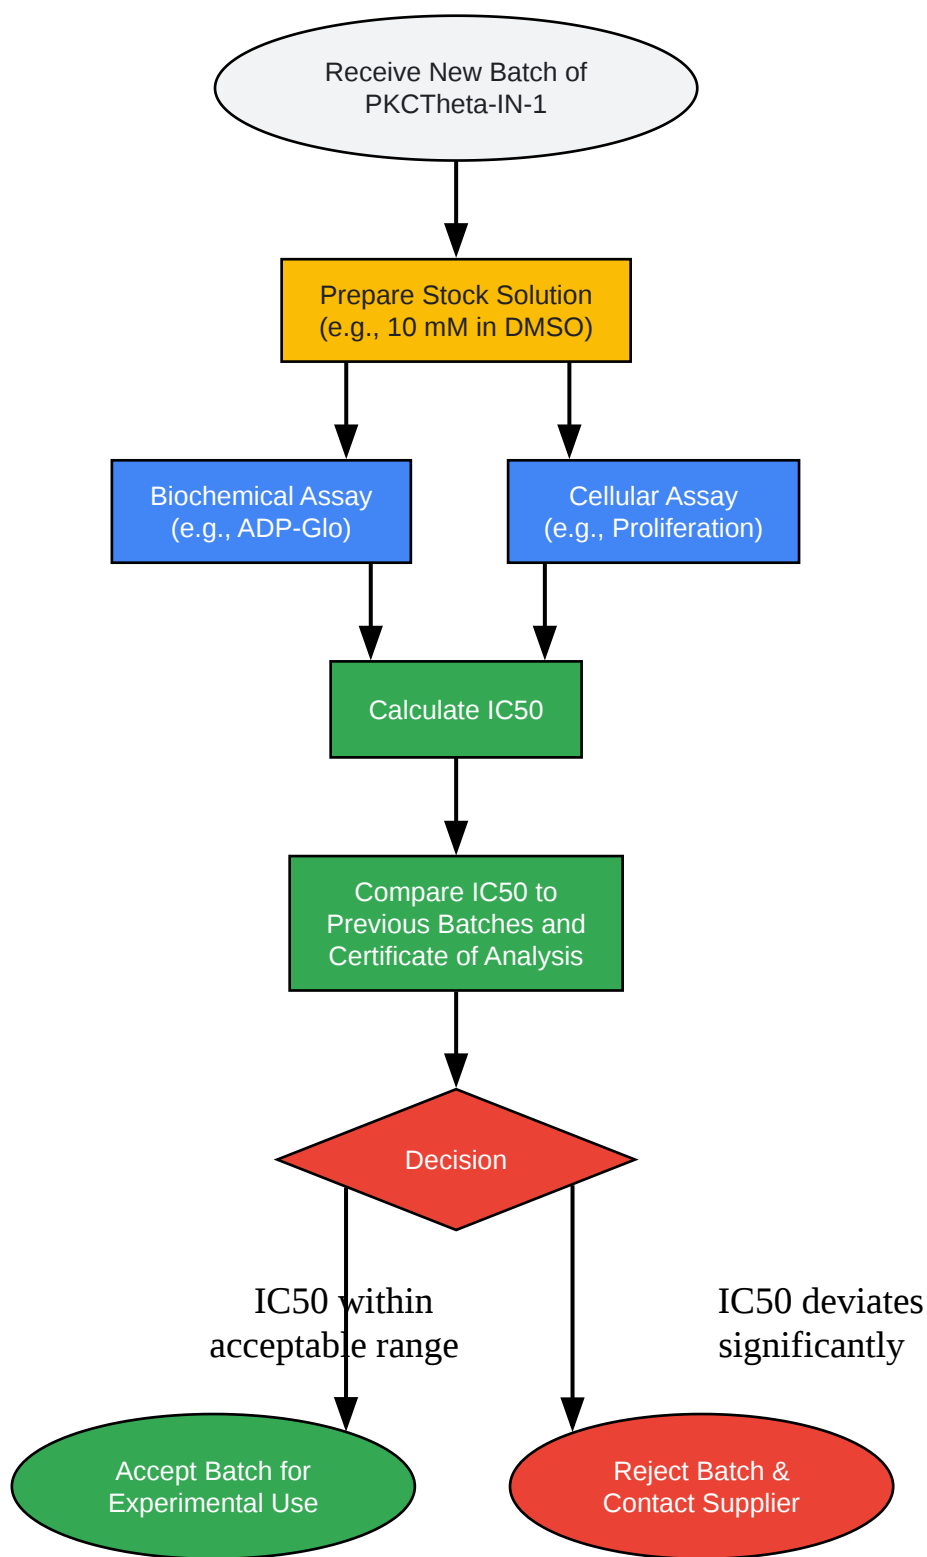 Receive New Batch of
PKCTheta-IN-1
Prepare Stock Solution
(e.g., 10 mM in DMSO)
Biochemical Assay
(e.g., ADP-Glo)
Cellular Assay
(e.g., Proliferation)
Calculate IC50
Compare IC50 to
Previous Batches and
Certificate of Analysis
Decision
IC50 within
acceptable range
IC50 deviates
significantly
Accept Batch for
Experimental Use
Reject Batch &
Contact Supplier